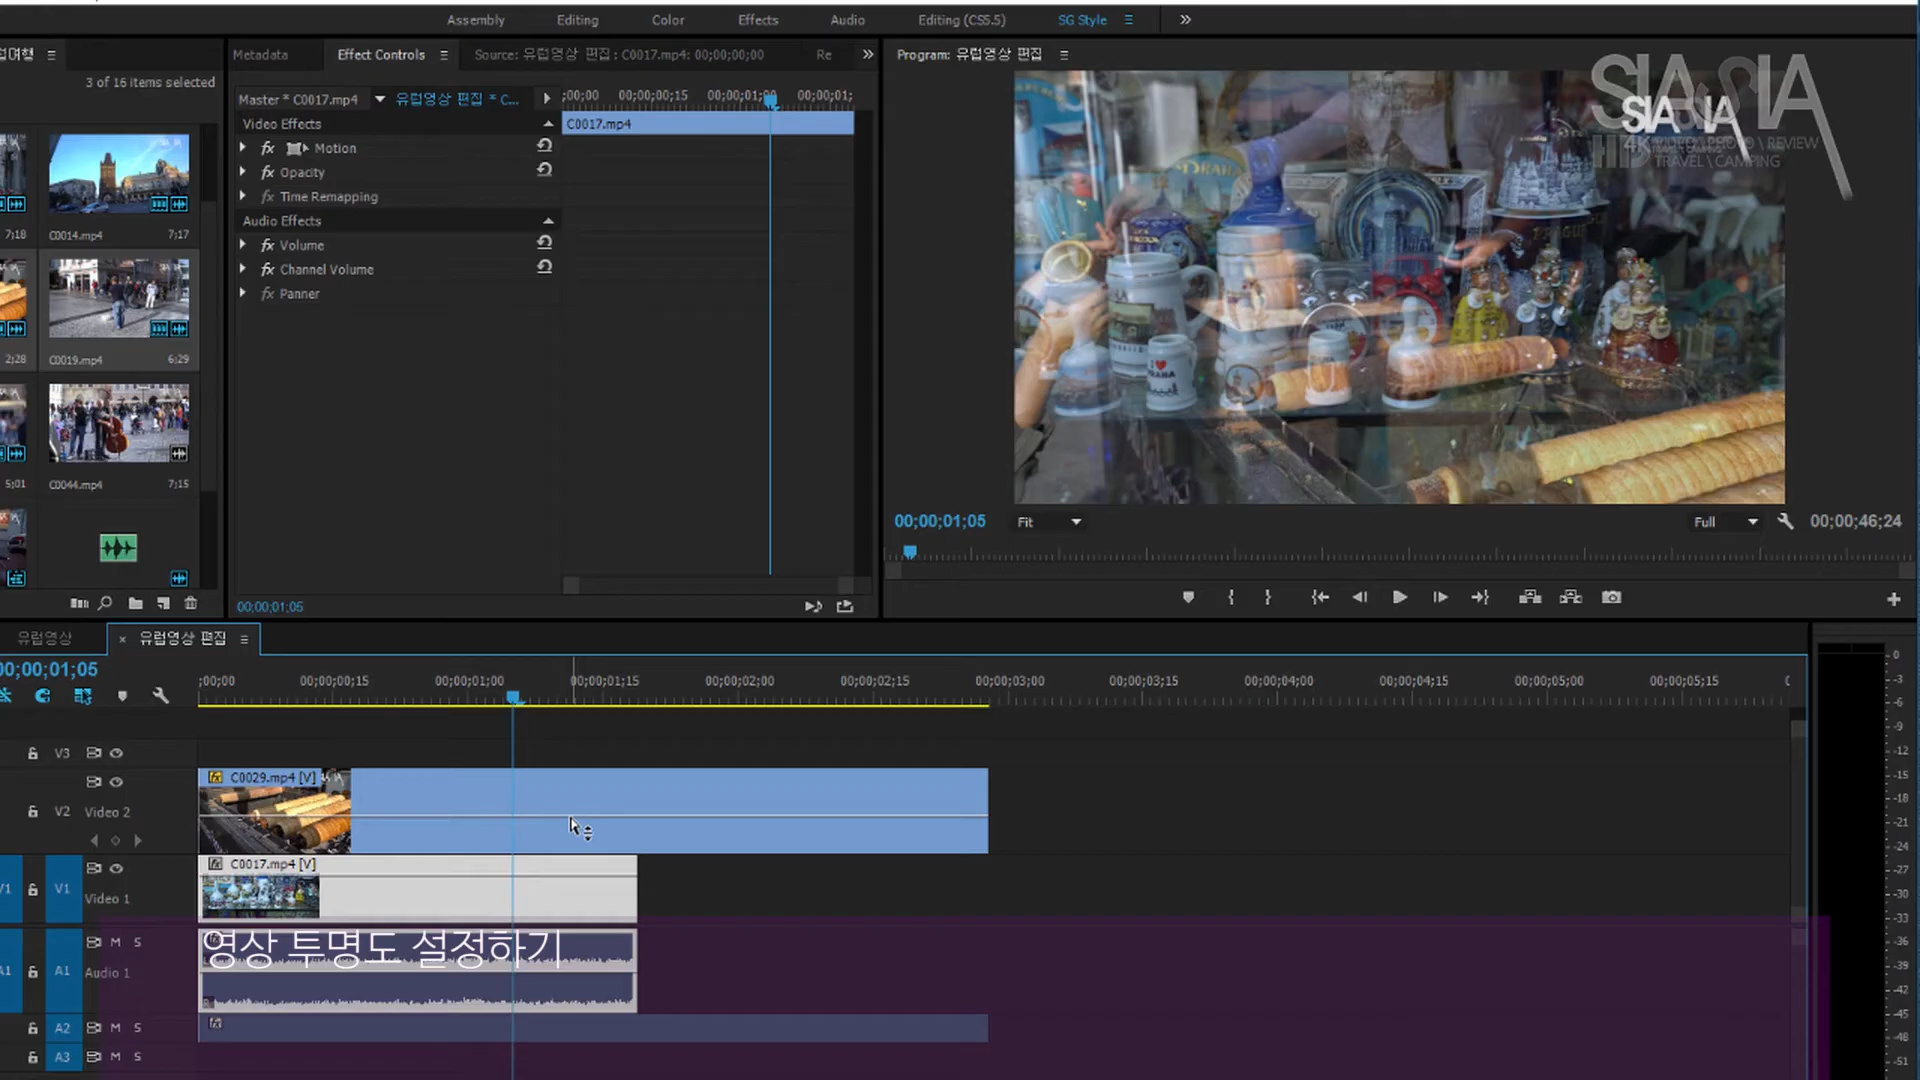 Assembly
Editing
Color
Effects
Audio
Editing (CS5.5)
SG Style
3 of 16 items selected
Metadata
Effect Controls
Source: 유럽영상 편집 : C0017.mp4: 00;00;00;00
Re
Program: 유럽영상 편집
Master * C0017.mp4
유럽영상 편집 * C...
;00;00
00;00;00;15
00;00;01;00
00;00;01;
Video Effects
C0017.mp4
fx Motion
fx Opacity
fx Time Remapping
Audio Effects
fx Volume
fx Channel Volume
fx Panner
7;18
C0014.mp4
7;17
2;28
C0019.mp4
6;29
5;01
C0044.mp4
7;15
SIA
SIA
TRAVEL \ CAMPING
PRAGUE
I ♥ PRAHA
00;00;01;05
Fit
Full
00;00;46;24
00;00;01;05
유럽영상
유럽영상 편집
00;00;01;05
;00;00
00;00;00;15
00;00;01;00
00;00;01;15
00;00;02;00
00;00;02;15
00;00;03;00
00;00;03;15
00;00;04;00
00;00;04;15
00;00;05;00
00;00;05;15
V3
C0029.mp4 [V]
V2
Video 2
C0017.mp4 [V]
V1
V1
Video 1
영상 투명도 설정하기
M S
A1
A1
Audio 1
A2
M S
A3
M S
0
-3
-6
-9
-12
-15
-18
-21
-24
-27
-30
-33
-36
-39
-42
-45
-48
-51